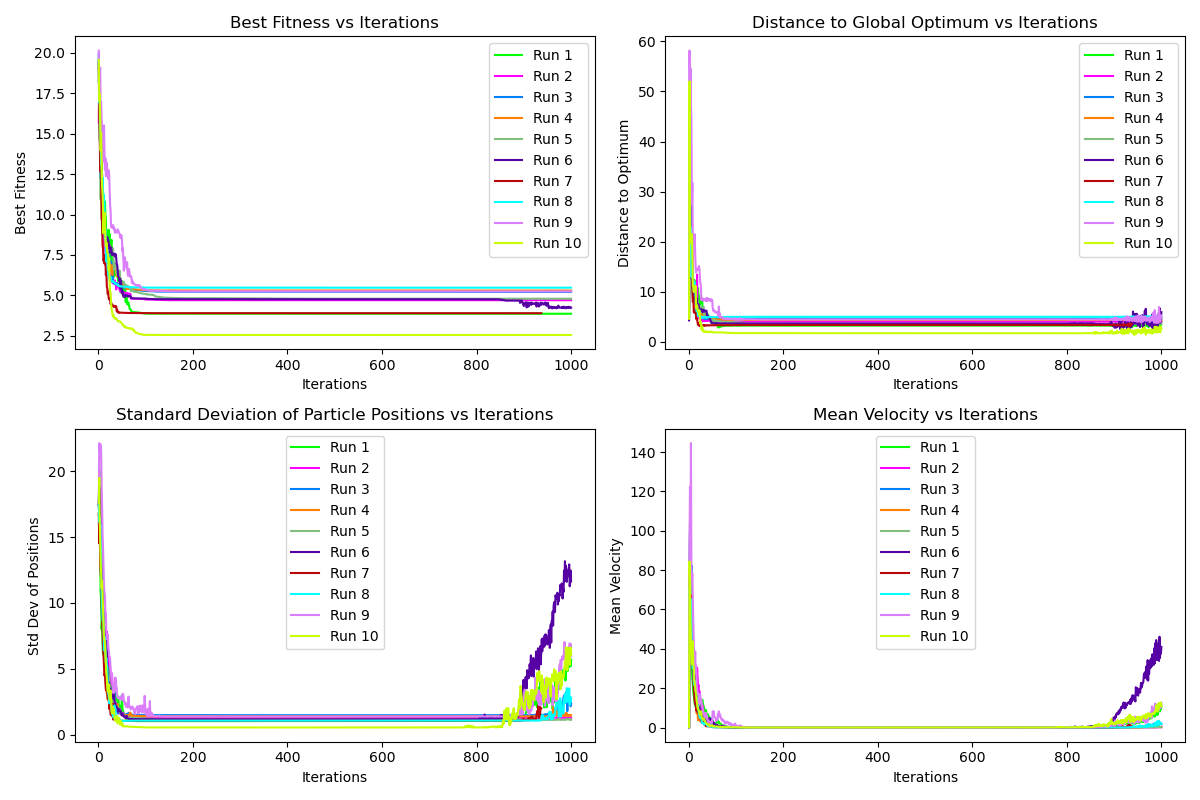 Best Fitness vs Iterations
Best Fitness
20.0
17.5
15.0
12.5
10.0
7.5
5.0
2.5
0
200
400
600
800
1000
Iterations
Run 1
Run 2
Run 3
Run 4
Run 5
Run 6
Run 7
Run 8
Run 9
Run 10
Distance to Global Optimum vs Iterations
Distance to Optimum
60
50
40
30
20
10
0
0
200
400
600
800
1000
Iterations
Run 1
Run 2
Run 3
Run 4
Run 5
Run 6
Run 7
Run 8
Run 9
Run 10
Standard Deviation of Particle Positions vs Iterations
Std Dev of Positions
20
15
10
5
0
0
200
400
600
800
1000
Iterations
Run 1
Run 2
Run 3
Run 4
Run 5
Run 6
Run 7
Run 8
Run 9
Run 10
Mean Velocity vs Iterations
Mean Velocity
140
120
100
80
60
40
20
0
0
200
400
600
800
1000
Iterations
Run 1
Run 2
Run 3
Run 4
Run 5
Run 6
Run 7
Run 8
Run 9
Run 10